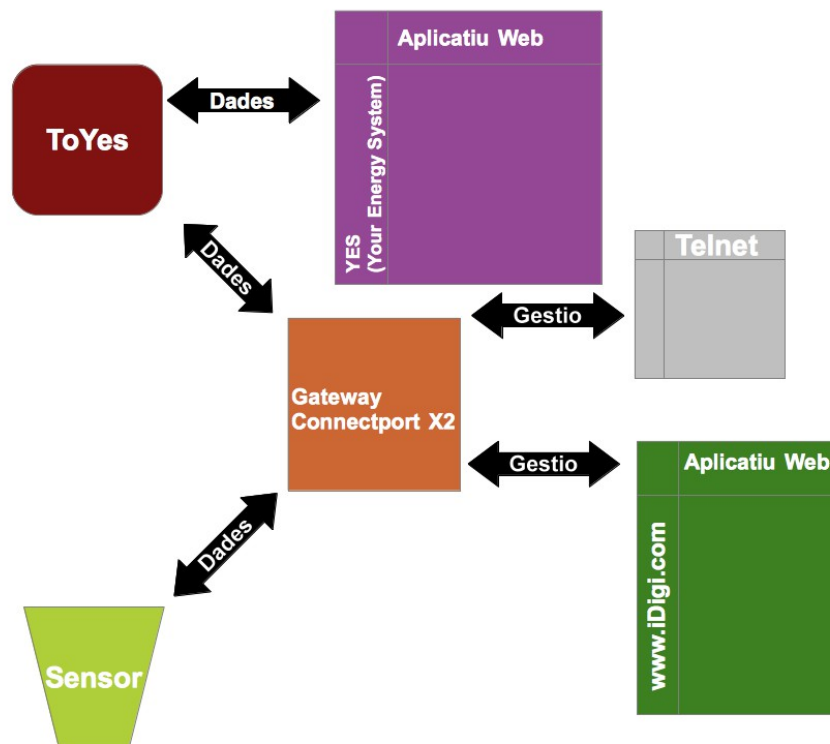 Aplicatiu Web
Dades
ToYes
YES
(Your Energy System)
Dades
Telnet
Gestio
Gateway
Connectport X2
Gestio
Aplicatiu Web
Dades
www.iDigi.com
Sensor